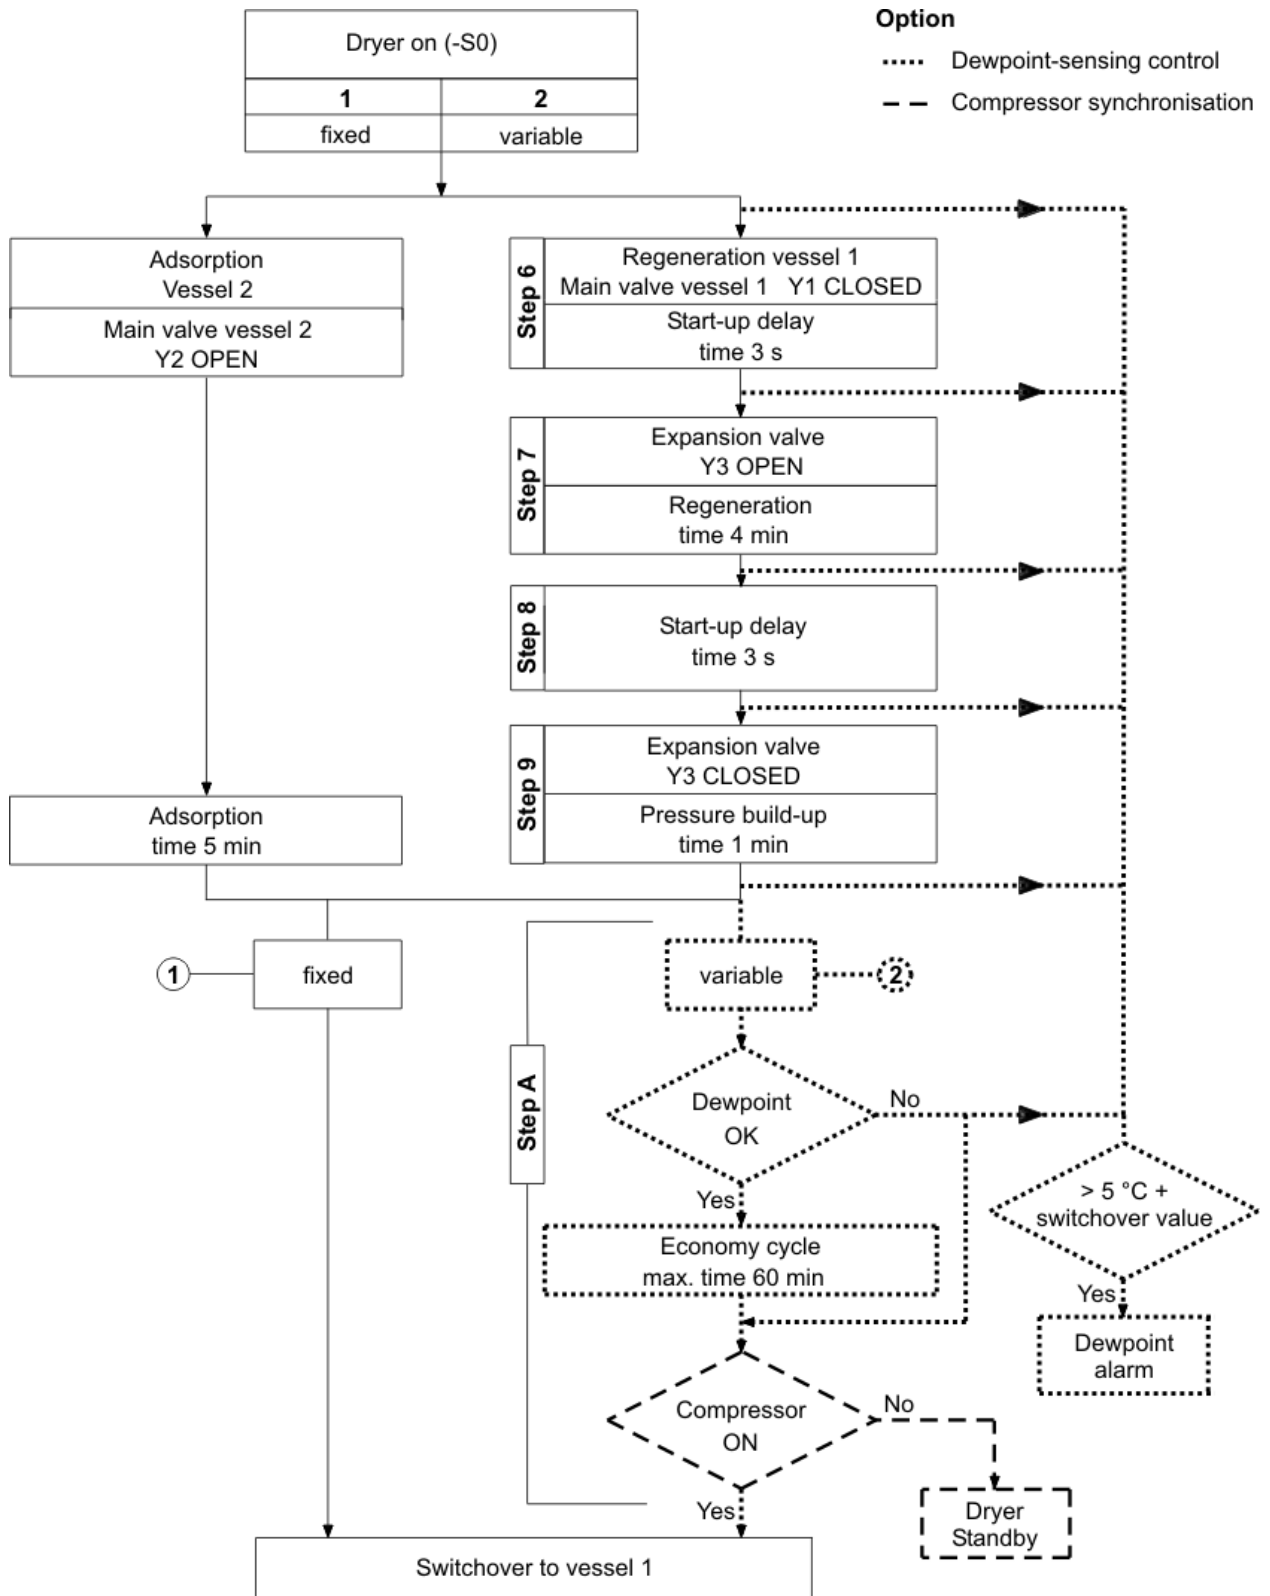 Option
Dewpoint-sensing control
Compressor synchronisation
Dryer on (-S0)
1 2
fixed variable
Adsorption
Vessel 2
Main valve vessel 2
Y2 OPEN
Step 6
Regeneration vessel 1
Main valve vessel 1 Y1 CLOSED
Start-up delay
time 3 s
Step 7
Expansion valve
Y3 OPEN
Regeneration
time 4 min
Step 8
Start-up delay
time 3 s
Step 9
Expansion valve
Y3 CLOSED
Pressure build-up
time 1 min
Adsorption
time 5 min
1
fixed
variable
2
Step A
Dewpoint
OK
No
Yes
> 5 °C +
switchover value
Yes
Dewpoint
alarm
Economy cycle
max. time 60 min
Compressor
ON
No
Yes
Dryer
Standby
Switchover to vessel 1